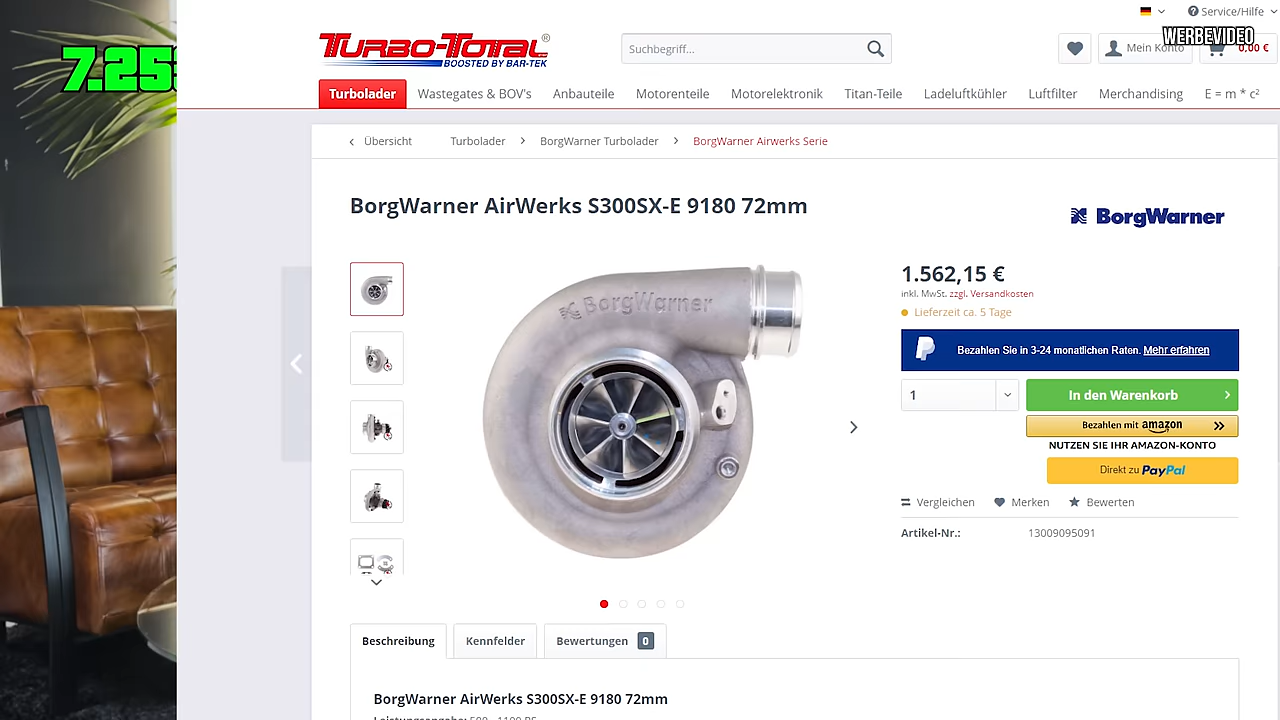 Service/Hilfe
WERBEVIDEO
7.25
TURBO-TOTAL®
BOOSTED BY BAR-TEK
Suchbegriff...
Mein Konto
0,00 €
Turbolader
Wastegates & BOV's
Anbauteile
Motorenteile
Motorelektronik
Titan-Teile
Ladeluftkühler
Luftfilter
Merchandising
E = m * c²
Übersicht
Turbolader
BorgWarner Turbolader
BorgWarner Airwerks Serie
BorgWarner AirWerks S300SX-E 9180 72mm
BorgWarner
BorgWarner
1.562,15 €
inkl. MwSt. zzgl. Versandkosten
Lieferzeit ca. 5 Tage
Bezahlen Sie in 3-24 monatlichen Raten. Mehr erfahren
1
In den Warenkorb
Bezahlen mit amazon
NUTZEN SIE IHR AMAZON-KONTO
Direkt zu PayPal
Vergleichen
Merken
Bewerten
Artikel-Nr.:
13009095091
Beschreibung
Kennfelder
Bewertungen 0
BorgWarner AirWerks S300SX-E 9180 72mm